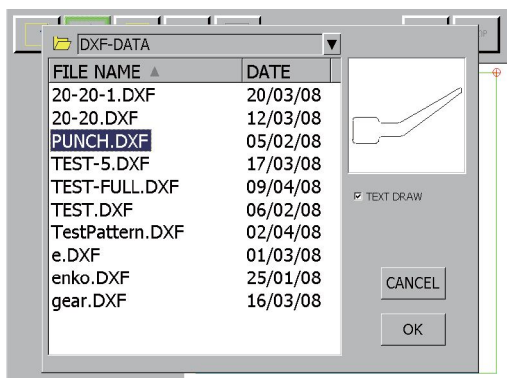 DXF-DATA
FILE NAME DATE
20-20-1.DXF 20/03/08
20-20.DXF 12/03/08
PUNCH.DXF 05/02/08
TEST-5.DXF 17/03/08
TEST-FULL.DXF 09/04/08
TEST.DXF 06/02/08
TestPattern.DXF 02/04/08
e.DXF 01/03/08
enko.DXF 25/01/08
gear.DXF 16/03/08
TEXT DRAW
CANCEL
OK